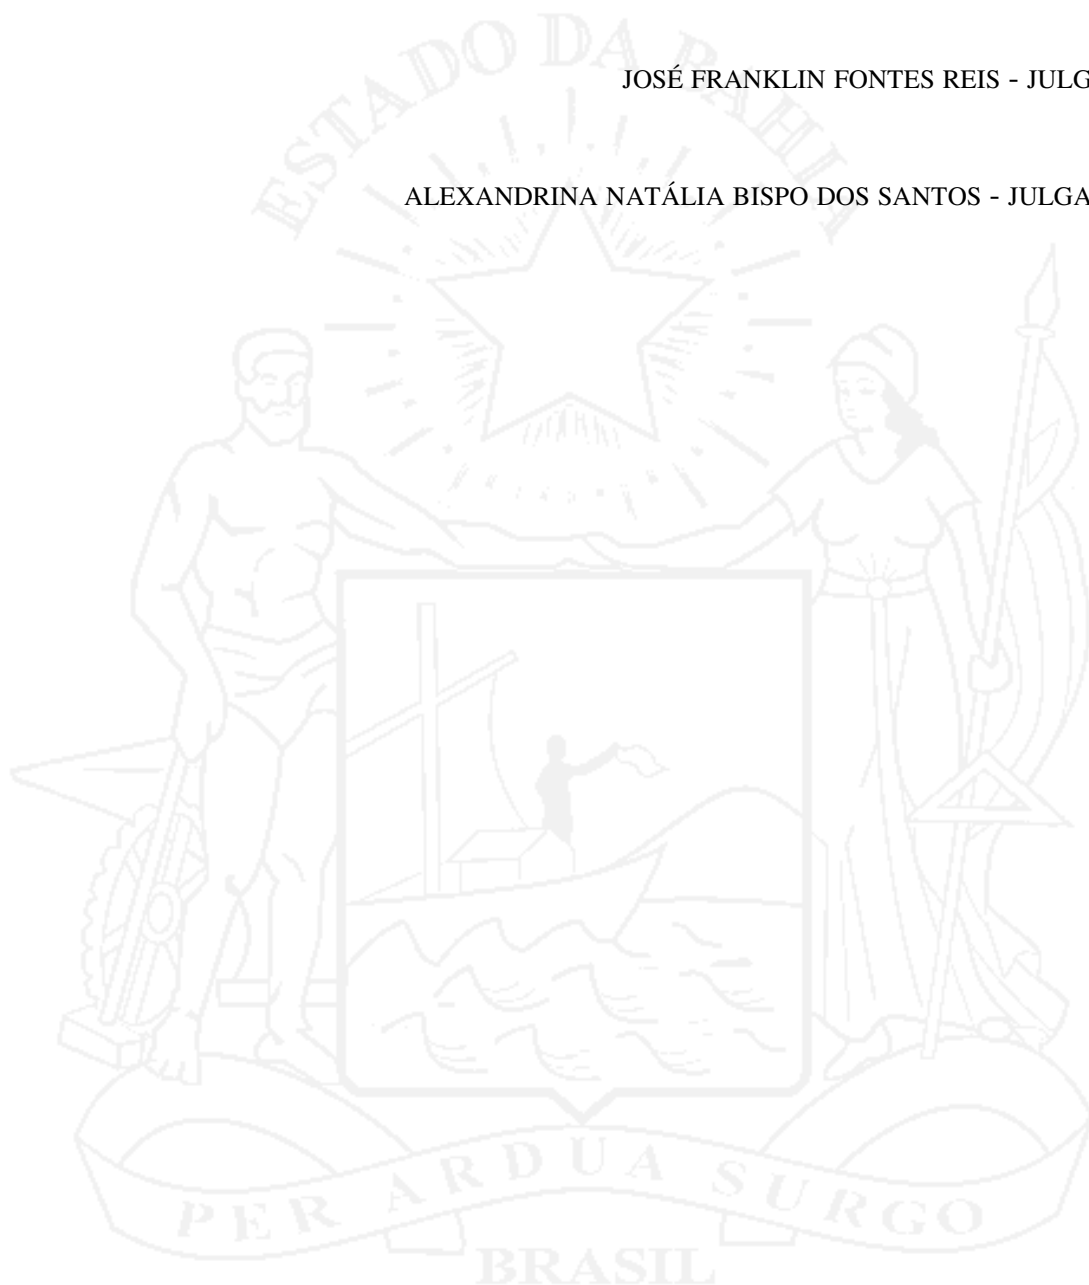 ESTADO DA BAHIA
JOSÉ FRANKLIN FONTES REIS - JULG
ALEXANDRINA NATÁLIA BISPO DOS SANTOS - JULGA
PER ARDUA SURGO
BRASIL